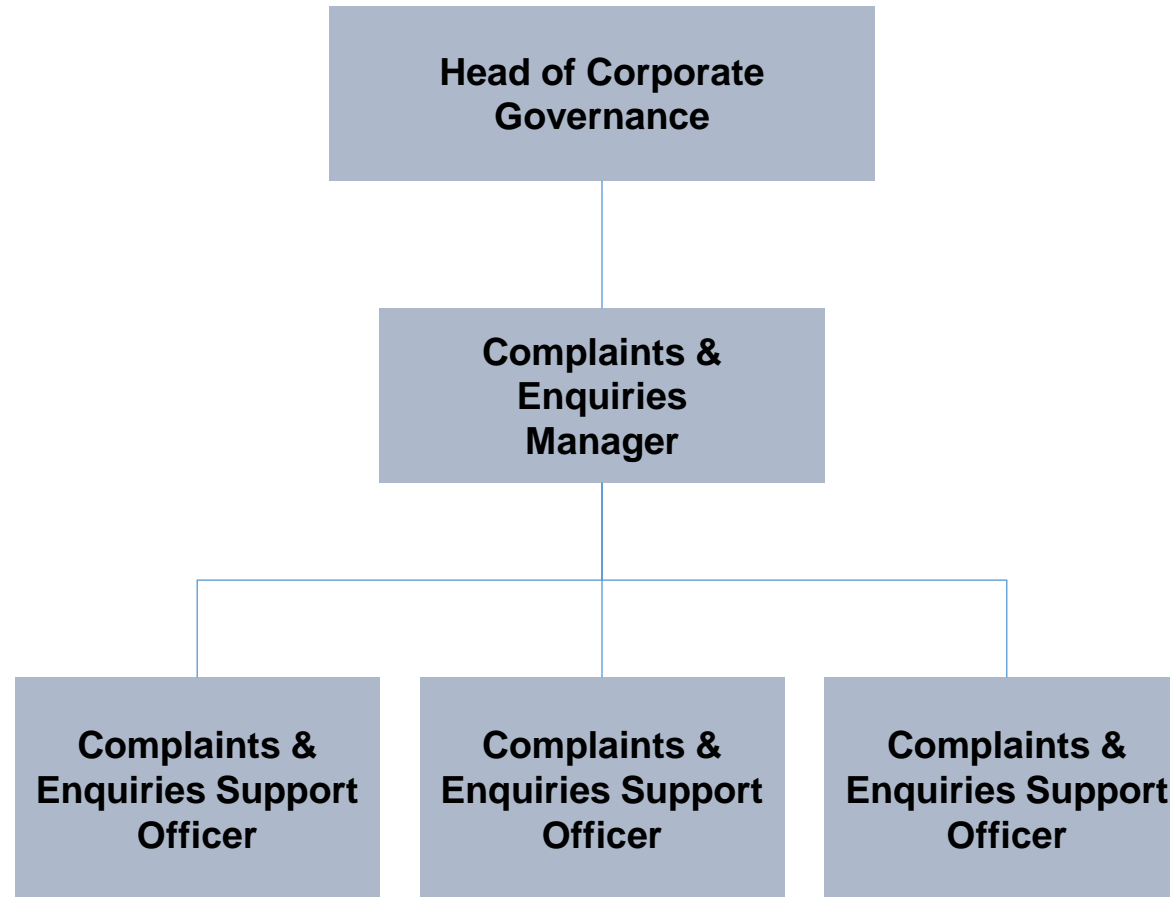 Head of Corporate
Governance
Complaints &
Enquiries
Manager
Complaints &
Enquiries Support
Officer
Complaints &
Enquiries Support
Officer
Complaints &
Enquiries Support
Officer